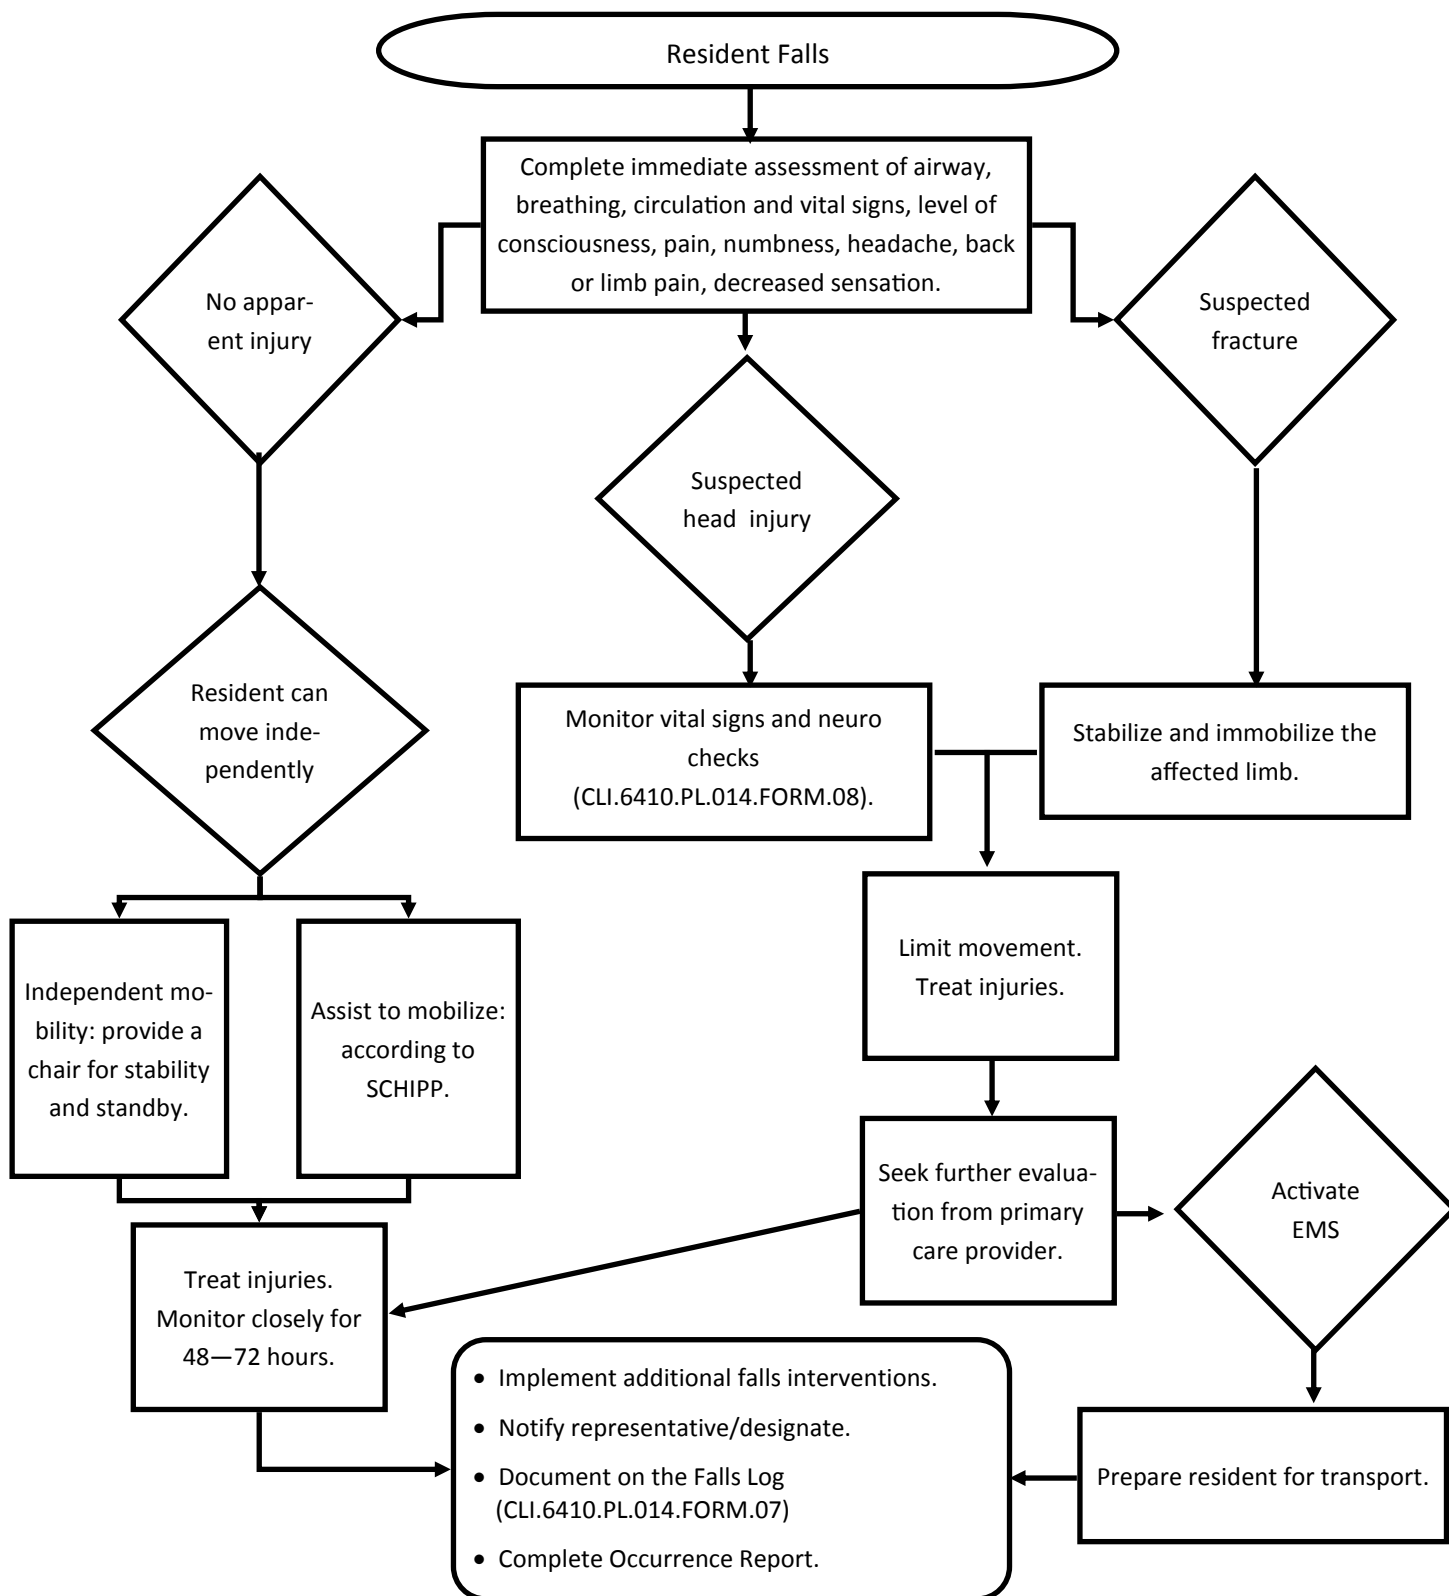 Resident Falls
Complete immediate assessment of airway,
breathing, circulation and vital signs, level of
consciousness, pain, numbness, headache, back
or limb pain, decreased sensation.
No appar-
ent injury
Suspected
fracture
Suspected
head injury
Resident can
move inde-
pendently
Monitor vital signs and neuro
checks
(CLI.6410.PL.014.FORM.08).
Stabilize and immobilize the
affected limb.
Independent mo-
bility: provide a
chair for stability
and standby.
Assist to mobilize:
according to
SCHIPP.
Limit movement.
Treat injuries.
Seek further evalua-
tion from primary
care provider.
Activate
EMS
Treat injuries.
Monitor closely for
48—72 hours.
• Implement additional falls interventions.
• Notify representative/designate.
• Document on the Falls Log
(CLI.6410.PL.014.FORM.07)
• Complete Occurrence Report.
Prepare resident for transport.